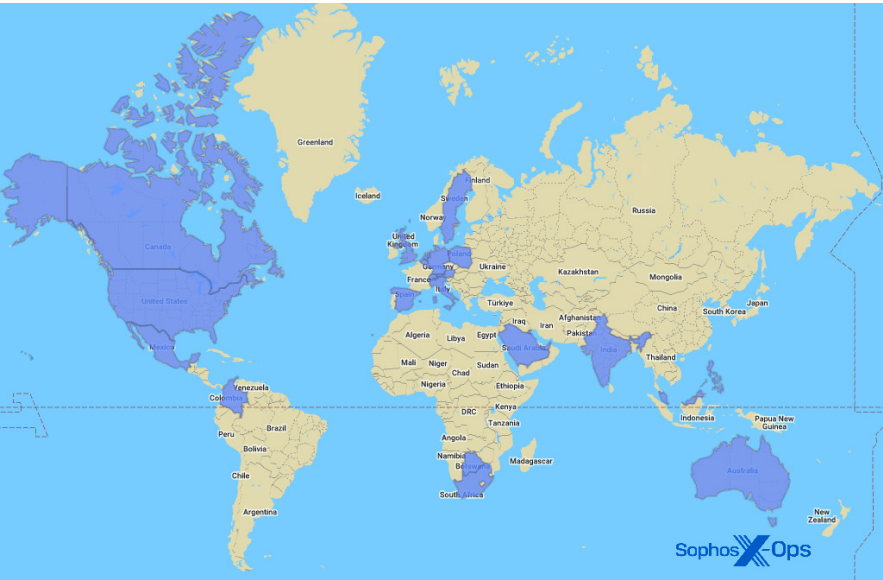 Greenland
Iceland
Finland
Sweden
Norway
Russia
Canada
United
Kingdom
Poland
Germany
Ukraine
France
Italy
Spain
Kazakhstan
Mongolia
United States
Türkiye
China
Japan
South Korea
Mexico
Algeria
Libya
Egypt
Iraq
Iran
Afghanistan
Pakistan
Saudi Arabia
India
Mali
Niger
Chad
Sudan
Thailand
Venezuela
Colombia
Nigeria
Ethiopia
DRC
Kenya
Indonesia
Papua New
Guinea
Peru
Brazil
Tanzania
Bolivia
Angola
Namibia
Botswana
Madagascar
Australia
Chile
South Africa
Argentina
New
Zealand
Sophos X-Ops